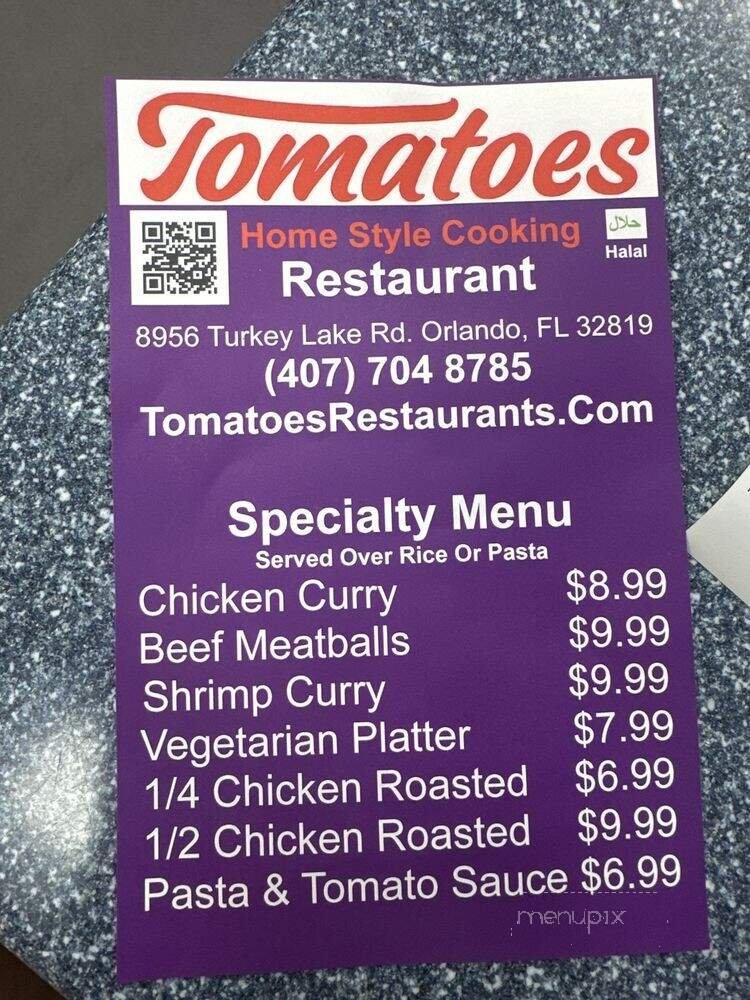 Tomatoes
Home Style Cooking
حلال
Halal
Restaurant
8956 Turkey Lake Rd. Orlando, FL 32819
(407) 704 8785
TomatoesRestaurants.Com
Specialty Menu
Served Over Rice Or Pasta
Chicken Curry $8.99
Beef Meatballs $9.99
Shrimp Curry $9.99
Vegetarian Platter $7.99
1/4 Chicken Roasted $6.99
1/2 Chicken Roasted $9.99
Pasta & Tomato Sauce $6.99
menupix